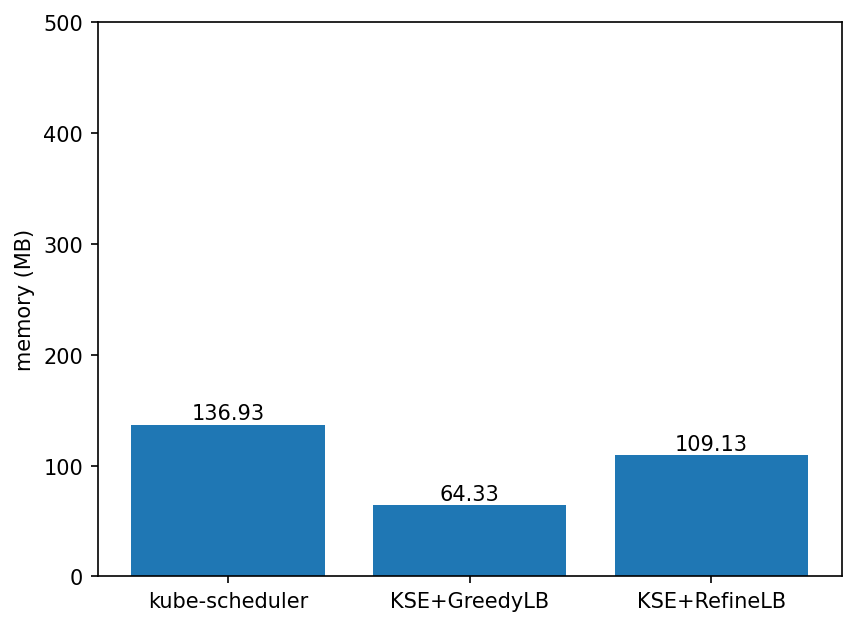 500
400
300
200
100
0
memory (MB)
136.93
64.33
109.13
kube-scheduler
KSE+GreedyLB
KSE+RefineLB